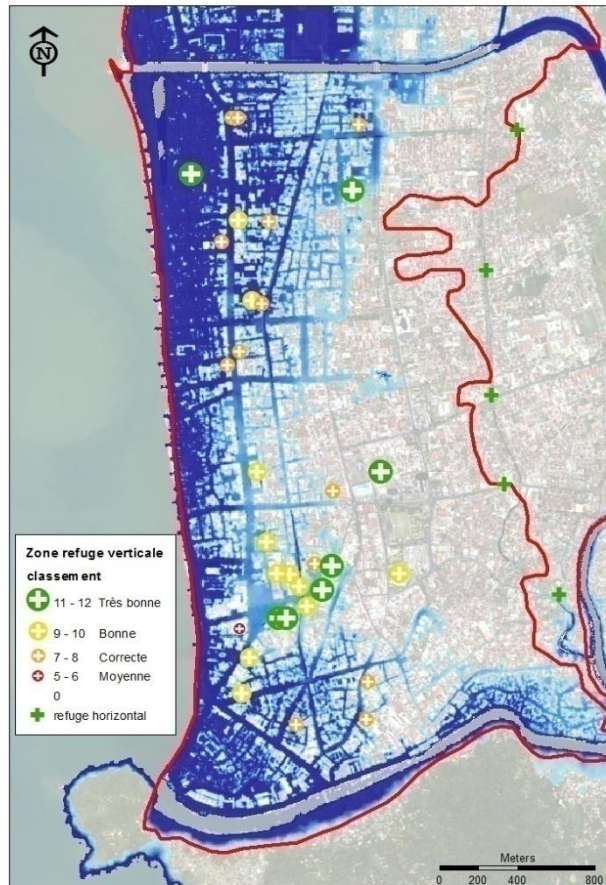 N
Zone refuge verticale
classement
11 - 12 Très bonne
9 - 10 Bonne
7 - 8 Correcte
5 - 6 Moyenne
0
refuge horizontal
Meters
0 200 400 800